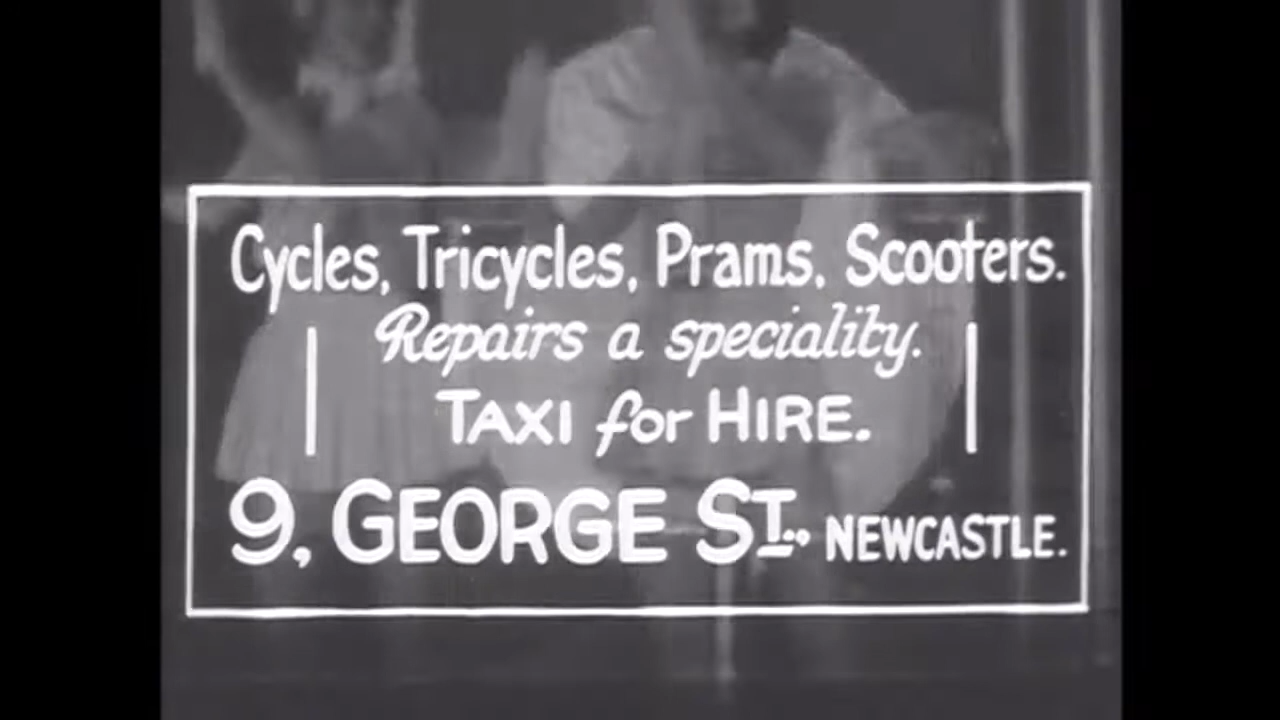 Cycles, Tricycles, Prams, Scooters.
Repairs a speciality.
TAXI for HIRE.
9, GEORGE ST., NEWCASTLE.